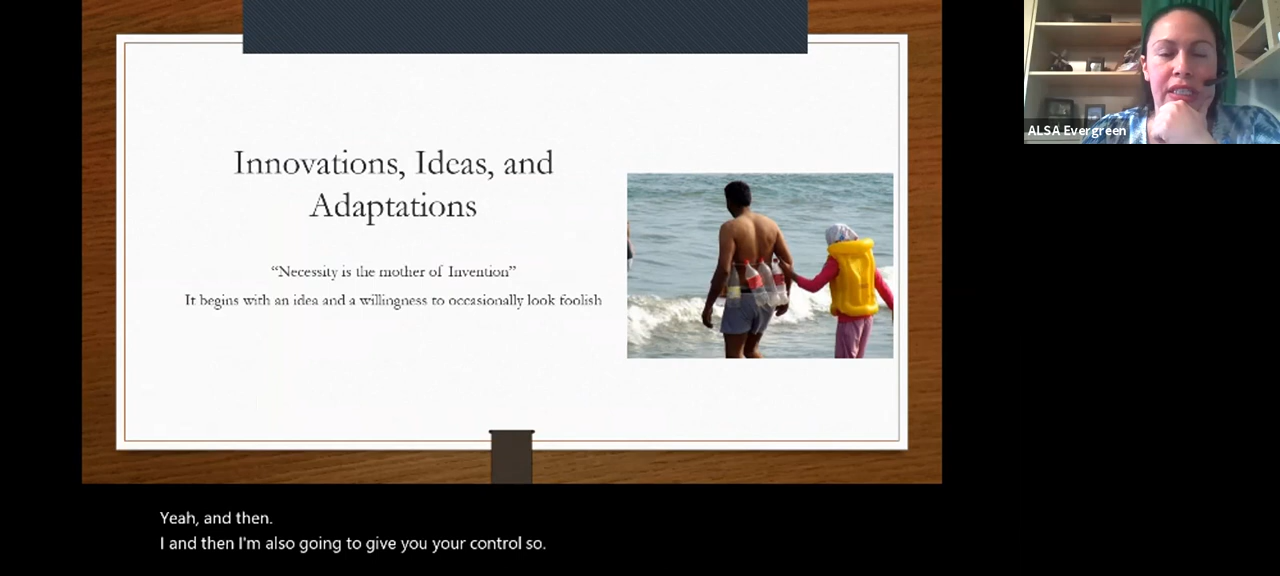 Innovations, Ideas, and
Adaptations
“Necessity is the mother of Invention”
It begins with an idea and a willingness to occasionally look foolish
ALSA Evergreen
Yeah, and then.
I and then I'm also going to give you your control so.